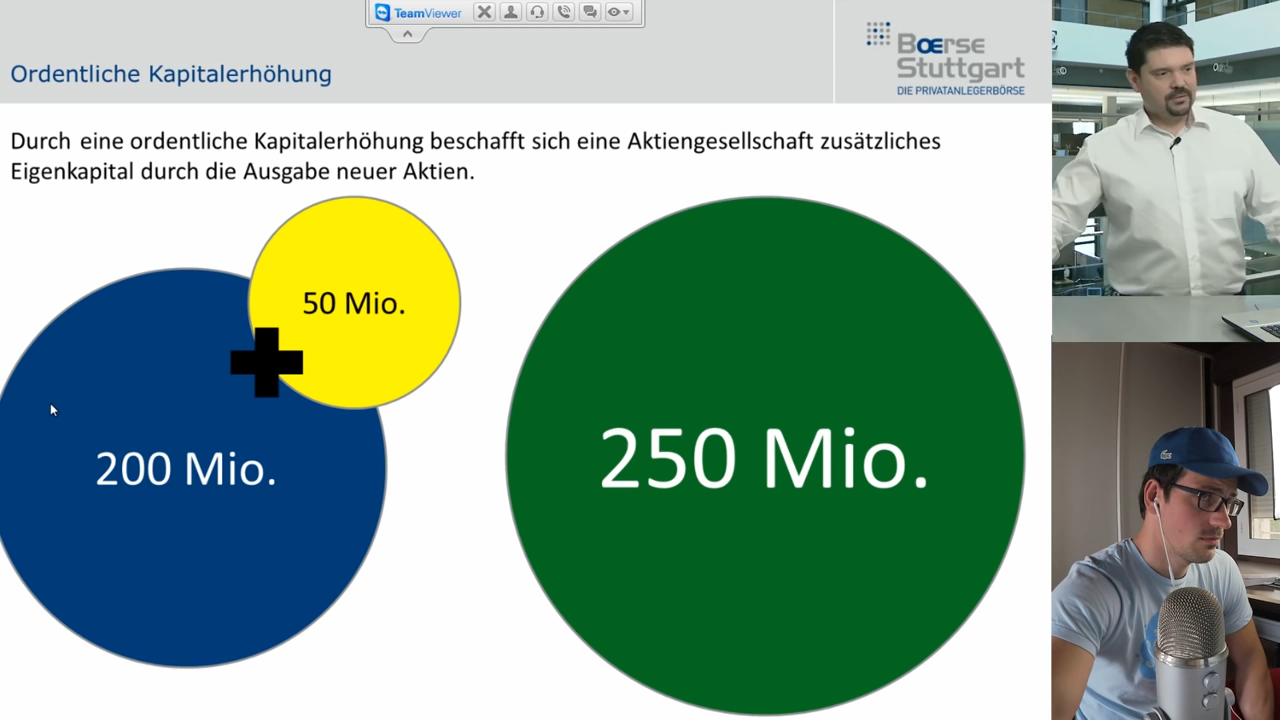 TeamViewer
Ordentliche Kapitalerhöhung
BŒRSE
Stuttgart
DIE PRIVATANLEGERBÖRSE
Durch eine ordentliche Kapitalerhöhung beschafft sich eine Aktiengesellschaft zusätzliches
Eigenkapital durch die Ausgabe neuer Aktien.
50 Mio.
200 Mio.
250 Mio.